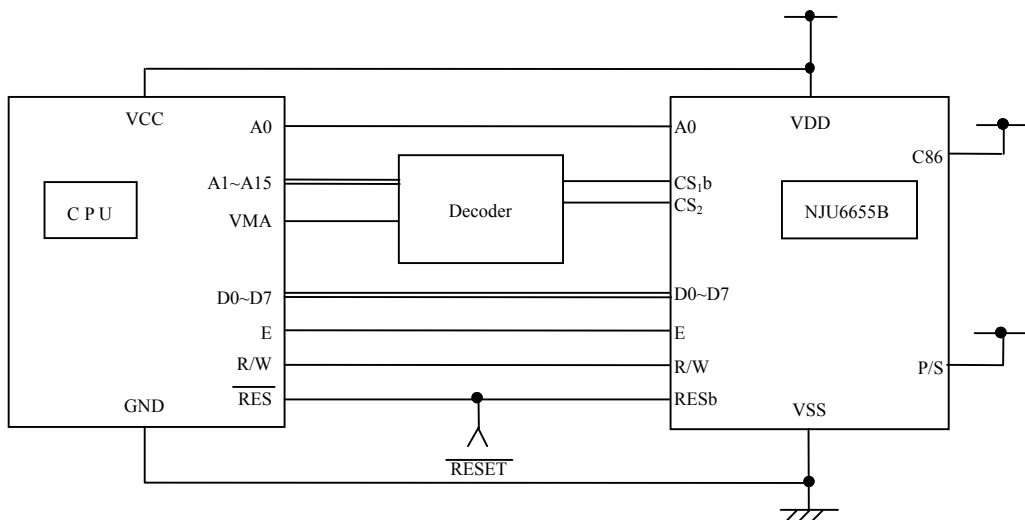 VCC
A0
A0
VDD
C86
A1~A15
Decoder
CS₁b
CPU
VMA
CS₂
NJU6655B
D0~D7
D0~D7
E
E
R/W
R/W
P/S
RES
RESb
GND
VSS
RESET